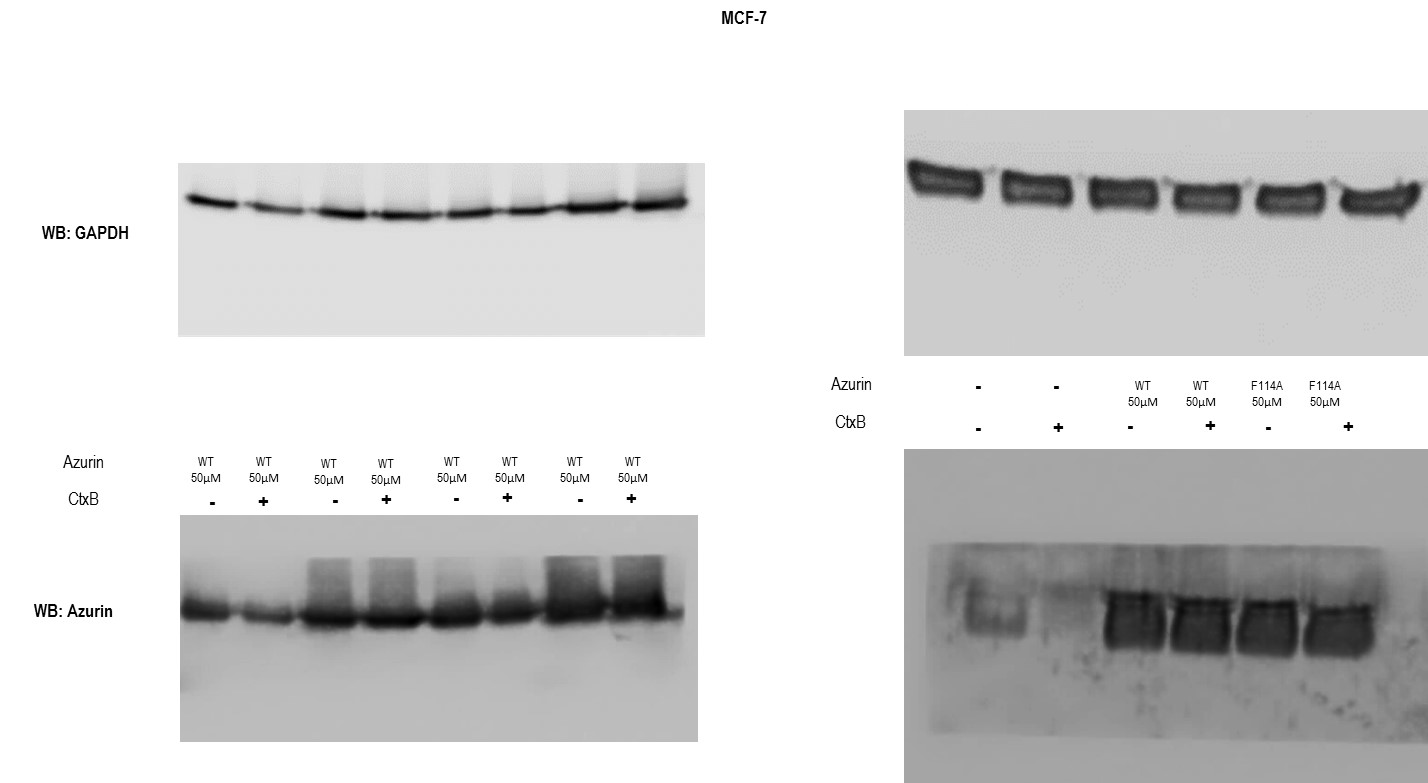 MCF-7
WB: GAPDH
Azurin - - WT WT F114A F114A
50µM 50µM 50µM 50µM
CtxB - + - + - +
Azurin WT WT WT WT WT WT WT WT
50µM 50µM 50µM 50µM 50µM 50µM 50µM 50µM
CtxB - + - + - + - +
WB: Azurin